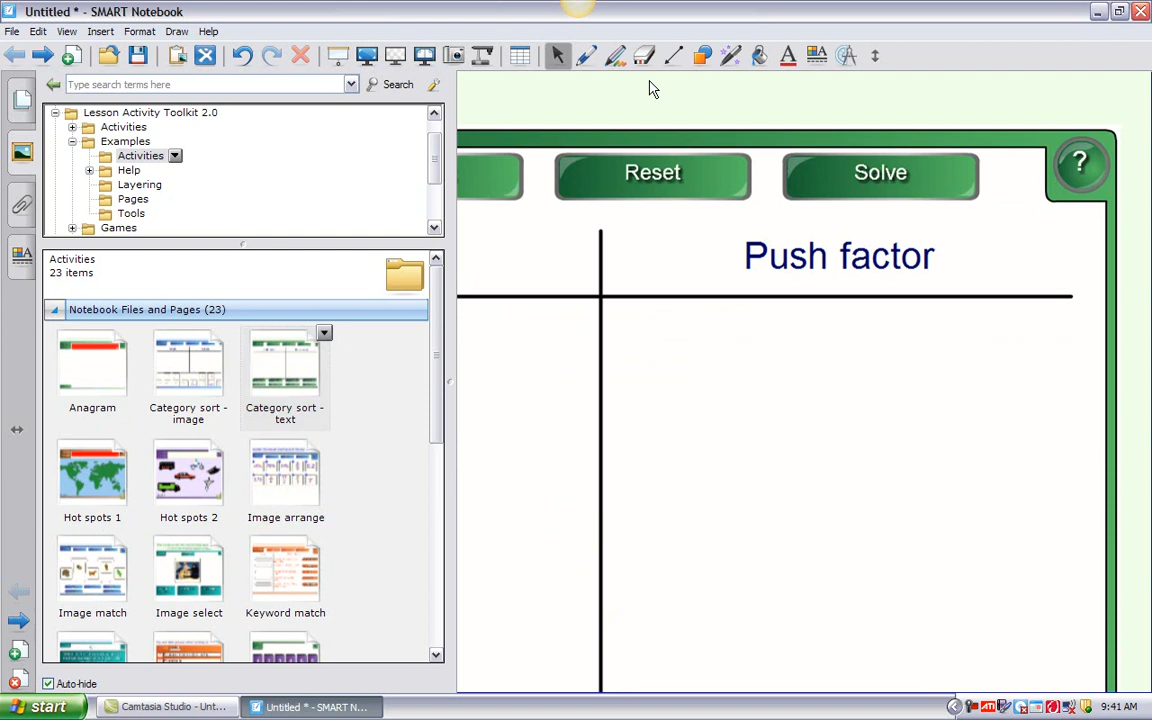 Untitled * - SMART Notebook
File Edit View Insert Format Draw Help
Type search terms here
Search
Lesson Activity Toolkit 2.0
Activities
Examples
Activities
Help
Layering
Pages
Tools
Games
Activities
23 items
Notebook Files and Pages (23)
Anagram
Category sort - image
Category sort - text
Hot spots 1
Hot spots 2
Image arrange
Image match
Image select
Keyword match
Auto-hide
Reset
Solve
?
Push factor
start
Camtasia Studio - Unt...
Untitled * - SMART N...
9:41 AM